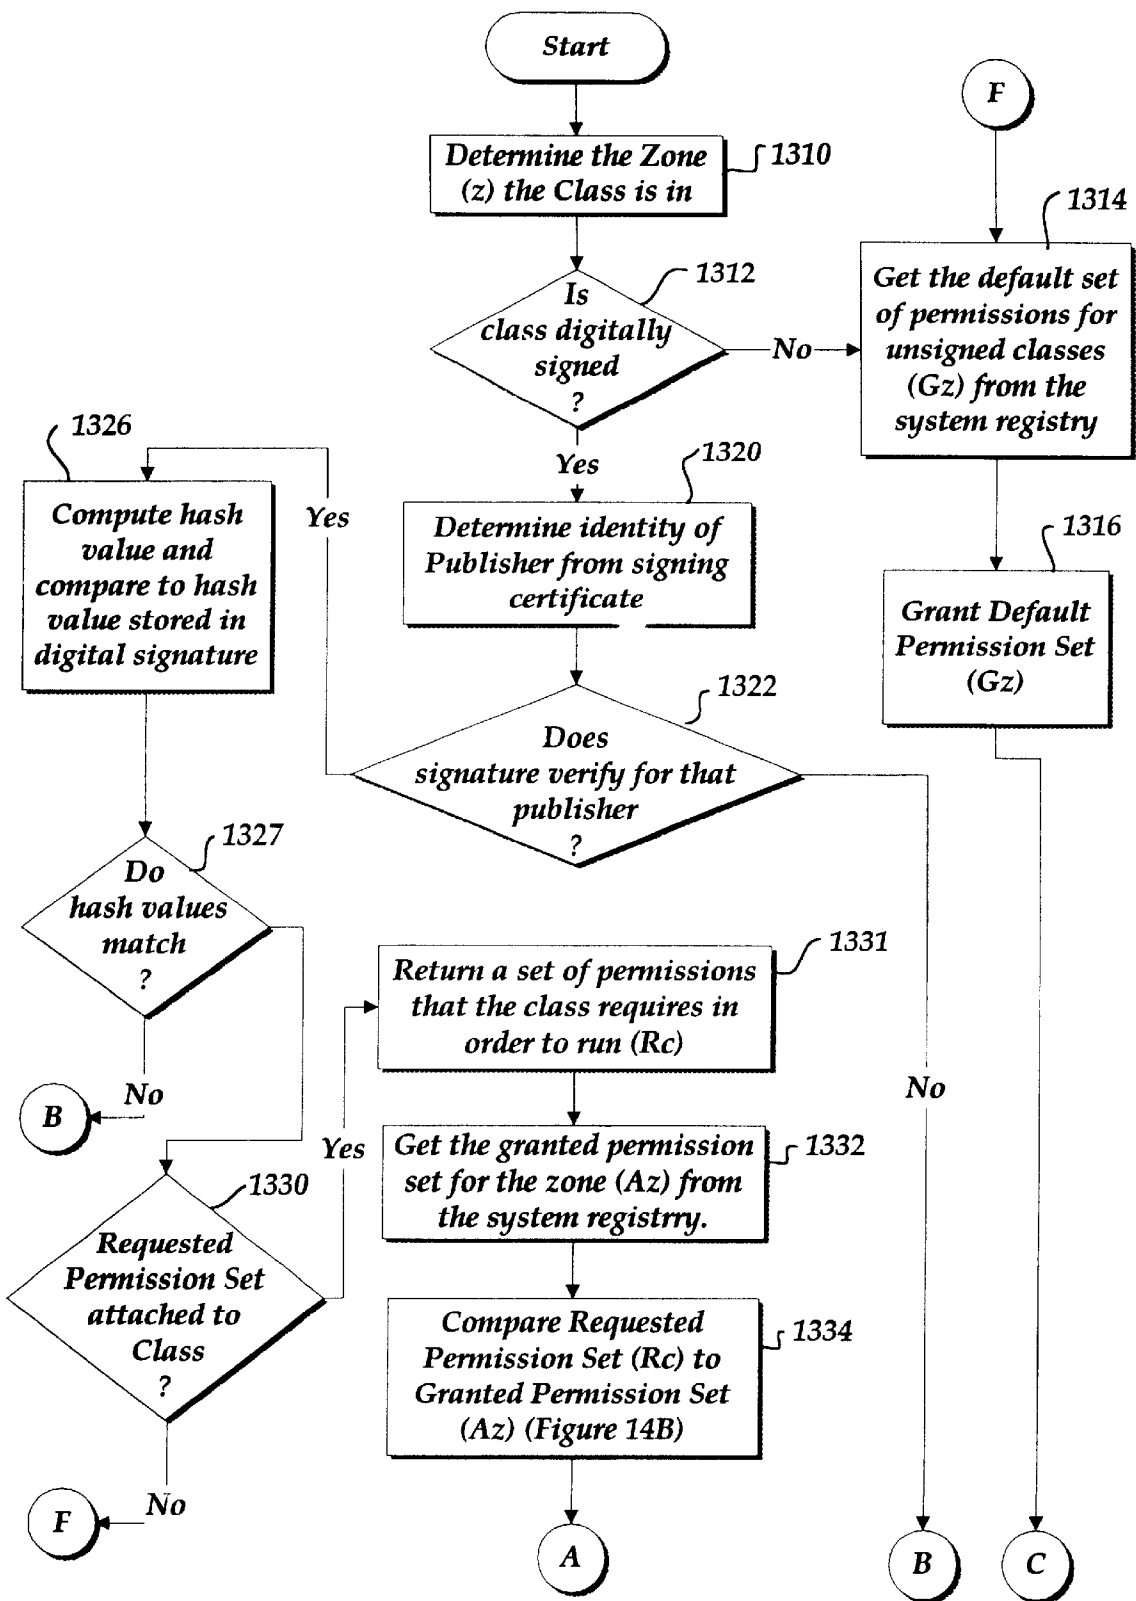 Start
F
Determine the Zone
(z) the Class is in
1310
1314
Is
class digitally
signed
?
1312
No
Get the default set
of permissions for
unsigned classes
(Gz) from the
system registry
Yes
1326
Compute hash
value and
compare to hash
value stored in
digital signature
Yes
1320
Determine identity of
Publisher from signing
certificate
1316
Grant Default
Permission Set
(Gz)
1322
Does
signature verify for that
publisher
?
1327
Do
hash values
match
?
No
B
1331
Return a set of permissions
that the class requires in
order to run (Rc)
No
Yes
1332
Get the granted permission
set for the zone (Az) from
the system registrry.
1330
Requested
Permission Set
attached to
Class
?
1334
Compare Requested
Permission Set (Rc) to
Granted Permission Set
(Az) (Figure 14B)
No
F
A
B
C